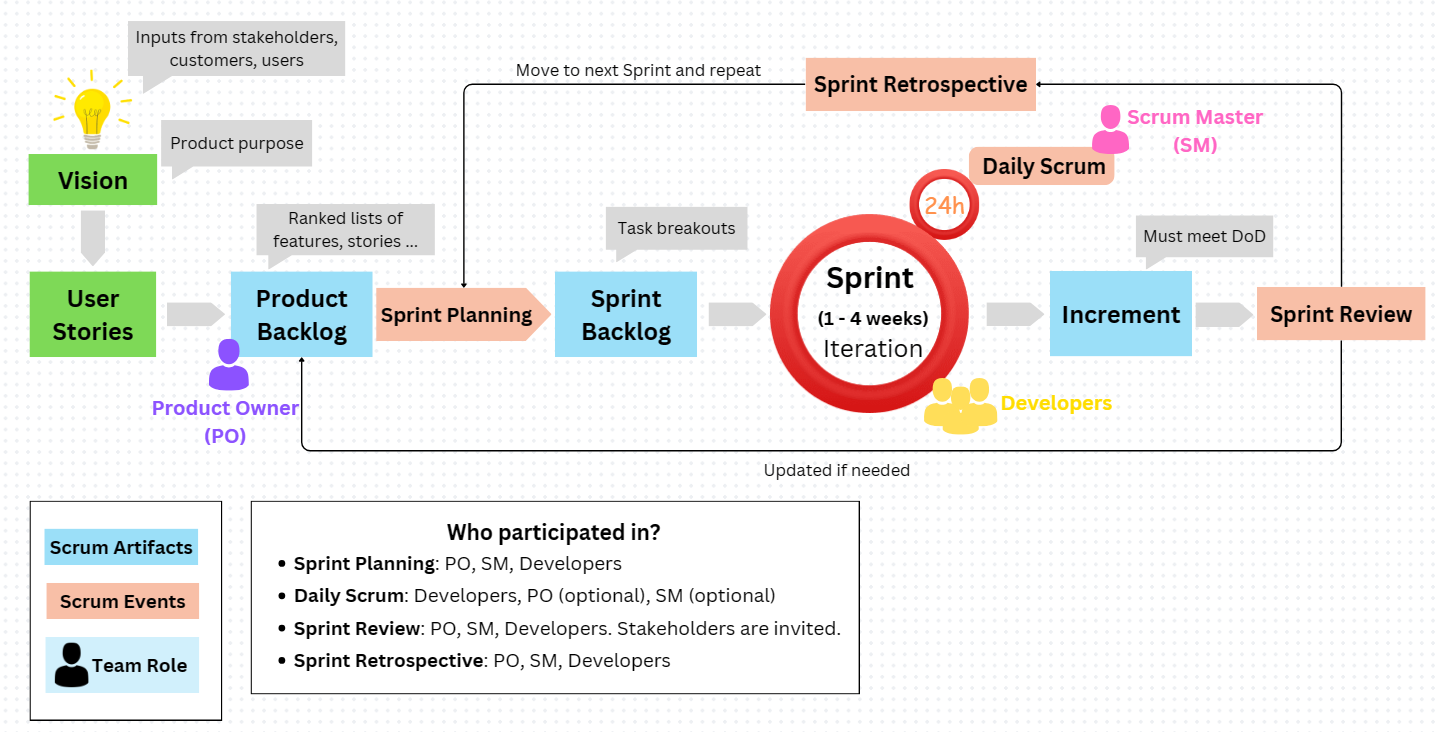 Inputs from stakeholders,
customers, users
Product purpose
Vision
User
Stories
Ranked lists of
features, stories ...
Product
Backlog
Product Owner
(PO)
Move to next Sprint and repeat
Sprint Planning
Task breakouts
Sprint
Backlog
Sprint Retrospective
Scrum Master
(SM)
Daily Scrum
24h
Sprint
(1 - 4 weeks)
Iteration
Developers
Must meet DoD
Increment
Sprint Review
Updated if needed
Scrum Artifacts
Scrum Events
Team Role
Who participated in?
• Sprint Planning: PO, SM, Developers
• Daily Scrum: Developers, PO (optional), SM (optional)
• Sprint Review: PO, SM, Developers. Stakeholders are invited.
• Sprint Retrospective: PO, SM, Developers